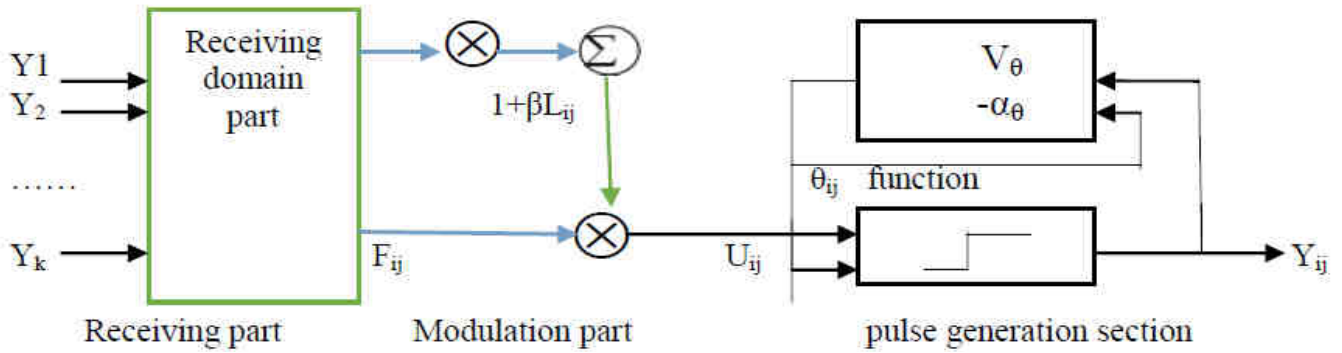 Receiving
domain
part
Y1
Y2
......
Yk
Fij
Σ
1+βLij
Uij
Vθ
-αθ
θij function
Yij
Receiving part
Modulation part
pulse generation section